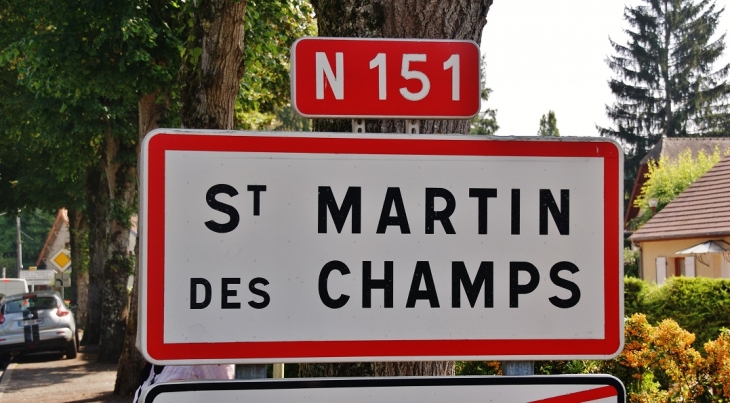 N 151
ST MARTIN
DES CHAMPS